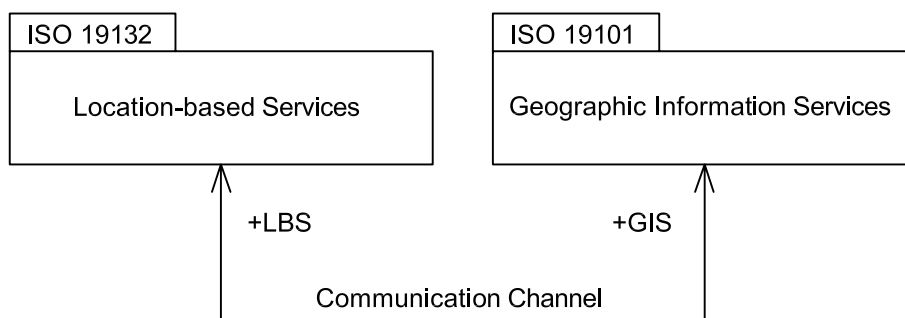 ISO 19132
ISO 19101
Location-based Services
Geographic Information Services
+LBS
+GIS
Communication Channel